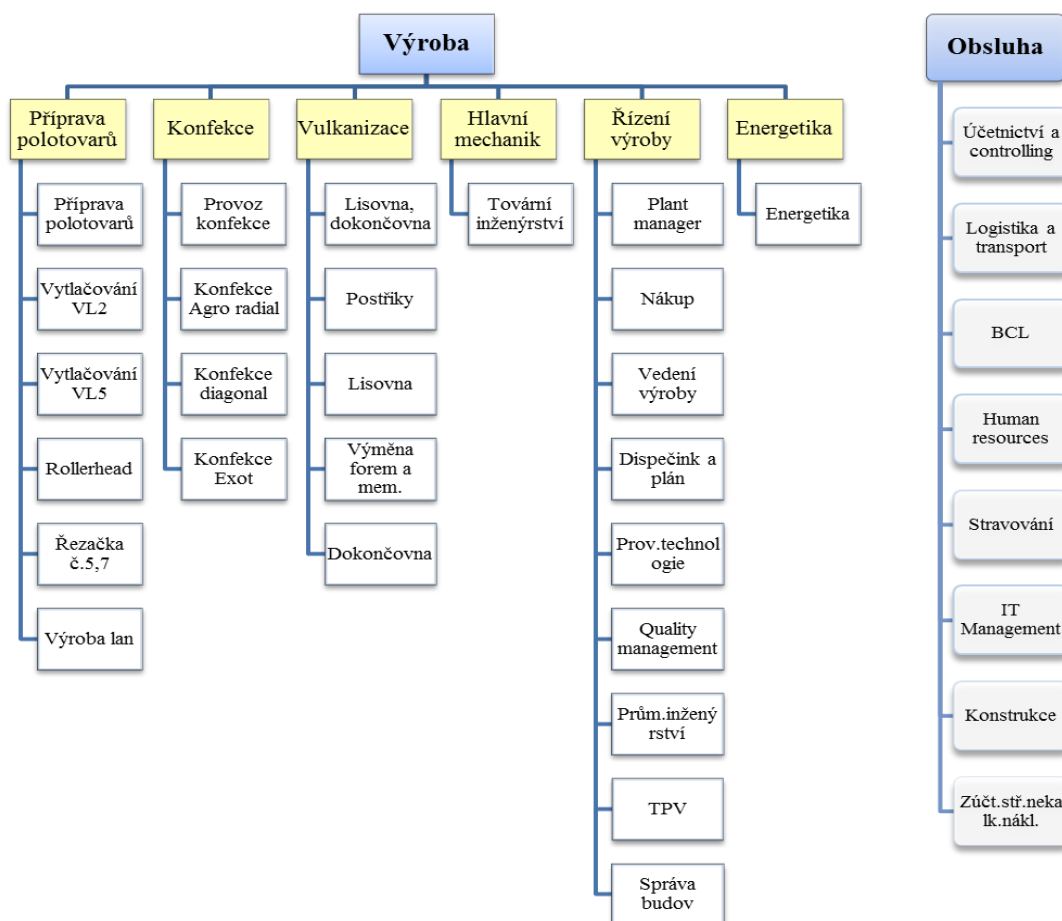 Výroba
Příprava
polotovarů
Příprava
polotovarů
Vytlačování
VL2
Vytlačování
VL5
Rollerhead
Řezačka
č.5,7
Výroba lan
Konfekce
Provoz
konfekce
Konfekce
Agro radial
Konfekce
diagonal
Konfekce
Exot
Vulkanizace
Lisovna,
dokončovna
Postřiky
Lisovna
Výměna
forem a
mem.
Dokončovna
Hlavní
mechanik
Tovární
inženýrství
Řízení
výroby
Plant
manager
Nákup
Vedení
výroby
Dispečink a
plán
Prov.technol
ogie
Quality
management
Prům.inžený
rství
TPV
Správa
budov
Energetika
Energetika
Obsluha
Účetnictví a
controlling
Logistika a
transport
BCL
Human
resources
Stravování
IT
Management
Konstrukce
Zúčt.stř.neka
lk.nákl.